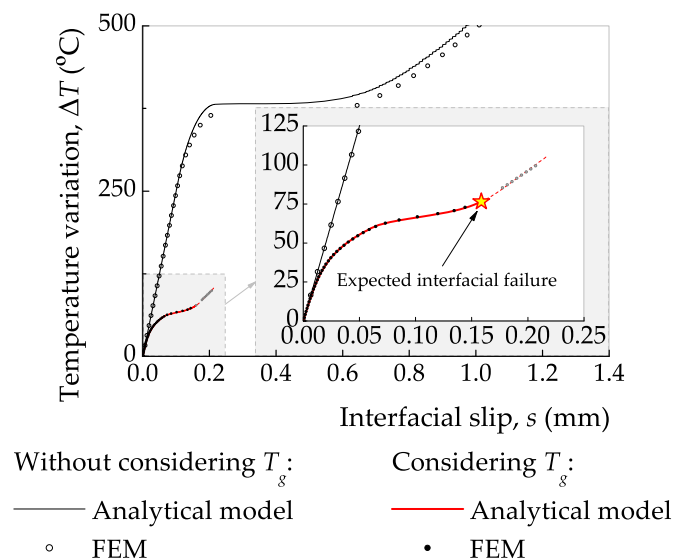 Temperature variation, ΔT (ºC)
500
250
0
125
100
75
50
25
0
Expected interfacial failure
0.00 0.05 0.10 0.15 0.20 0.25
0.0 0.2 0.4 0.6 0.8 1.0 1.2 1.4
Interfacial slip, s (mm)
Without considering Tg:
Analytical model
FEM
Considering Tg:
Analytical model
FEM